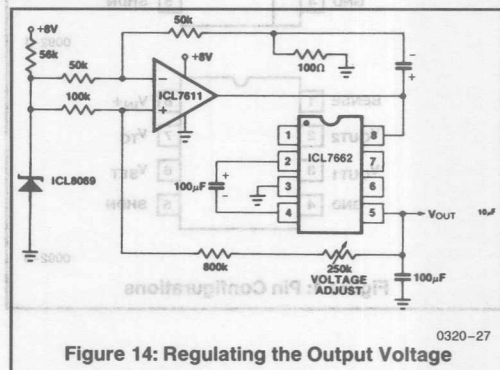 +8V
56k
50k
50k
100k
+8V
ICL7611
−
+
100Ω
−
+
ICL8069
100µF
+
−
1
2
3
4
ICL7662
8
7
6
5
VOUT
10µF
800k
250k
VOLTAGE
ADJUST
100µF
0320-27
Figure 14: Regulating the Output Voltage